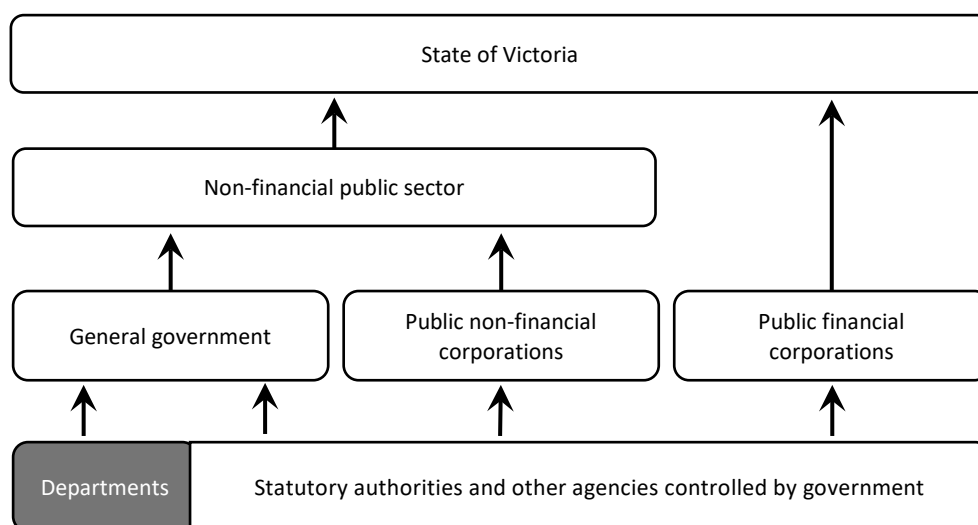 State of Victoria
Non-financial public sector
General government
Public non-financial
corporations
Public financial
corporations
Departments
Statutory authorities and other agencies controlled by government